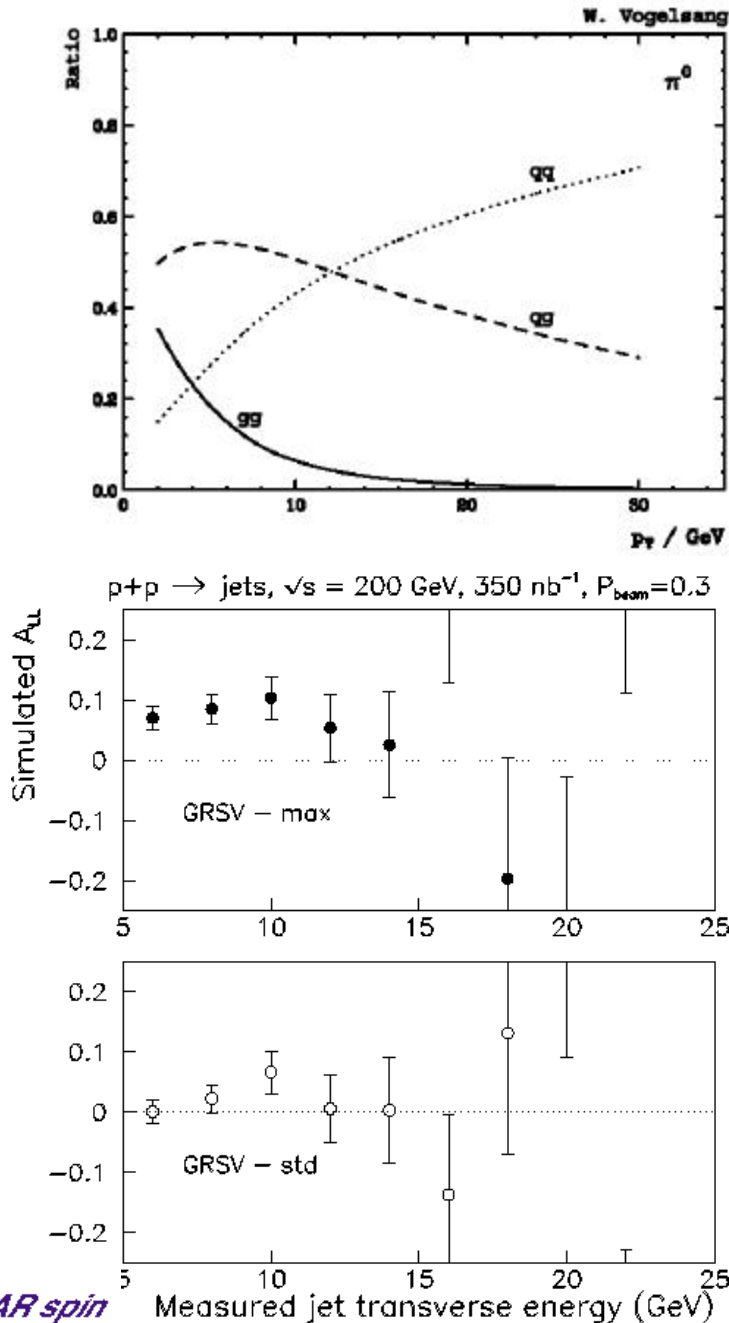 W. Vogelsang
Ratio
1.0
0.8
0.6
0.4
0.2
0.0
π⁰
qq
qg
gg
0 10 20 30
p_T / GeV
p+p → jets, √s = 200 GeV, 350 nb⁻¹, P_beam=0.3
Simulated A_LL
0.2
0.1
0
−0.1
−0.2
GRSV − max
5 10 15 20 25
0.2
0.1
0
−0.1
−0.2
GRSV − std
5 10 15 20 25
AR spin Measured jet transverse energy (GeV)